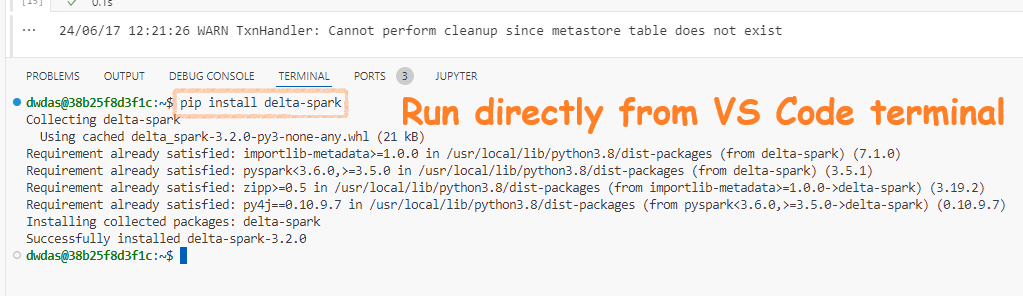 [15]
0.1s
24/06/17 12:21:26 WARN TxnHandler: Cannot perform cleanup since metastore table does not exist
PROBLEMS OUTPUT DEBUG CONSOLE TERMINAL PORTS 3 JUPYTER
dwdas@38b25f8d3f1c:~$ pip install delta-spark
Run directly from VS Code terminal
Collecting delta-spark
Using cached delta_spark-3.2.0-py3-none-any.whl (21 kB)
Requirement already satisfied: importlib-metadata>=1.0.0 in /usr/local/lib/python3.8/dist-packages (from delta-spark) (7.1.0)
Requirement already satisfied: pyspark<3.6.0,>=3.5.0 in /usr/local/lib/python3.8/dist-packages (from delta-spark) (3.5.1)
Requirement already satisfied: zipp>=0.5 in /usr/local/lib/python3.8/dist-packages (from importlib-metadata>=1.0.0->delta-spark) (3.19.2)
Requirement already satisfied: py4j==0.10.9.7 in /usr/local/lib/python3.8/dist-packages (from pyspark<3.6.0,>=3.5.0->delta-spark) (0.10.9.7)
Installing collected packages: delta-spark
Successfully installed delta-spark-3.2.0
dwdas@38b25f8d3f1c:~$